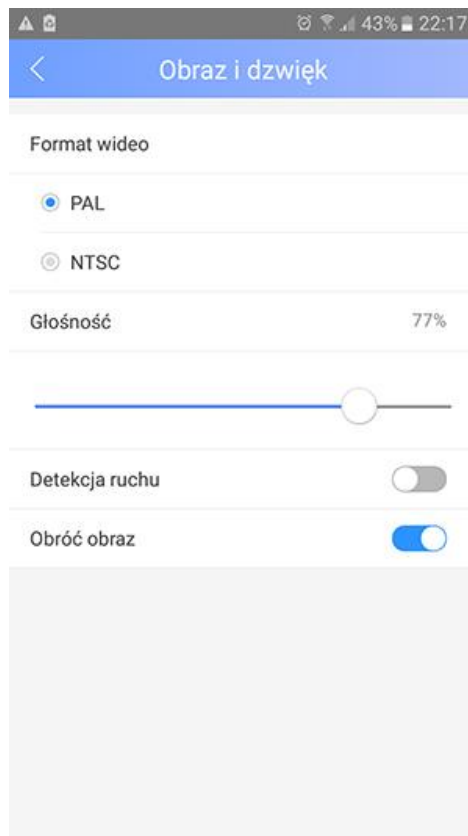 43% 22:17
Obraz i dzwięk
Format wideo
PAL
NTSC
Głośność 77%
Detekcja ruchu
Obróć obraz